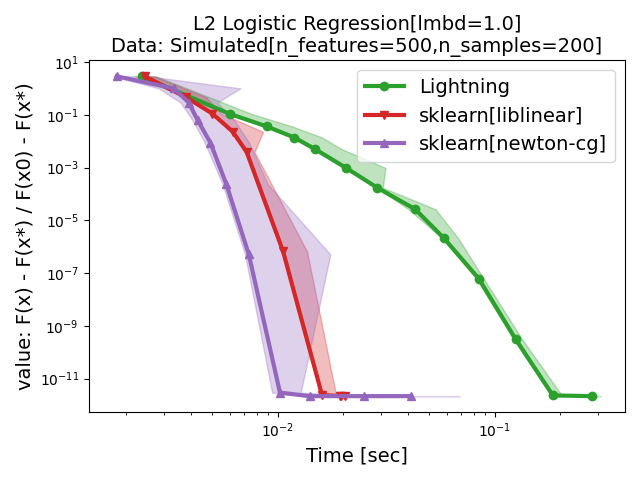 L2 Logistic Regression[lmbd=1.0]
Data: Simulated[n_features=500,n_samples=200]
value: F(x) - F(x*) / F(x0) - F(x*)
10¹
10⁻¹
10⁻³
10⁻⁵
10⁻⁷
10⁻⁹
10⁻¹¹
Lightning
sklearn[liblinear]
sklearn[newton-cg]
10⁻² 10⁻¹
Time [sec]